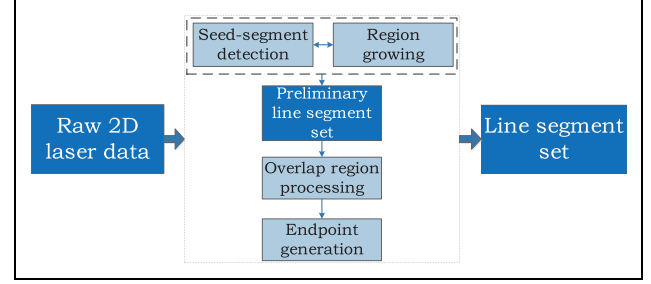 Raw 2D
laser data
Seed-segment
detection
Region
growing
Preliminary
line segment
set
Overlap region
processing
Endpoint
generation
Line segment
set